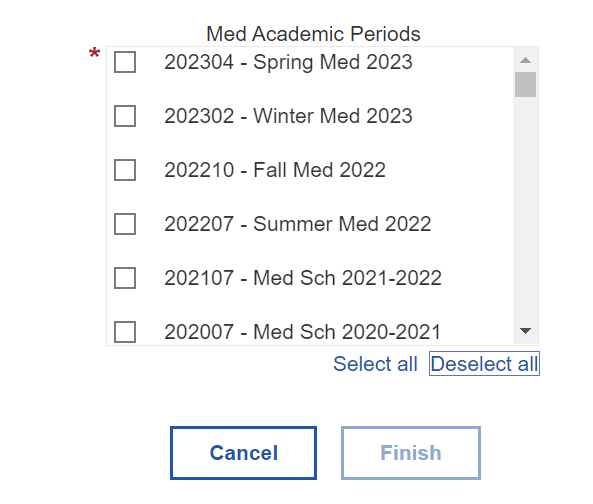 Med Academic Periods
*
202304 - Spring Med 2023
202302 - Winter Med 2023
202210 - Fall Med 2022
202207 - Summer Med 2022
202107 - Med Sch 2021-2022
202007 - Med Sch 2020-2021
Select all Deselect all
Cancel Finish